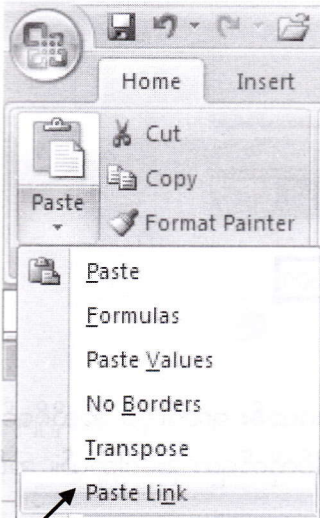 Home Insert
Cut
Copy
Paste
Format Painter
Paste
Formulas
Paste Values
No Borders
Transpose
Paste Link